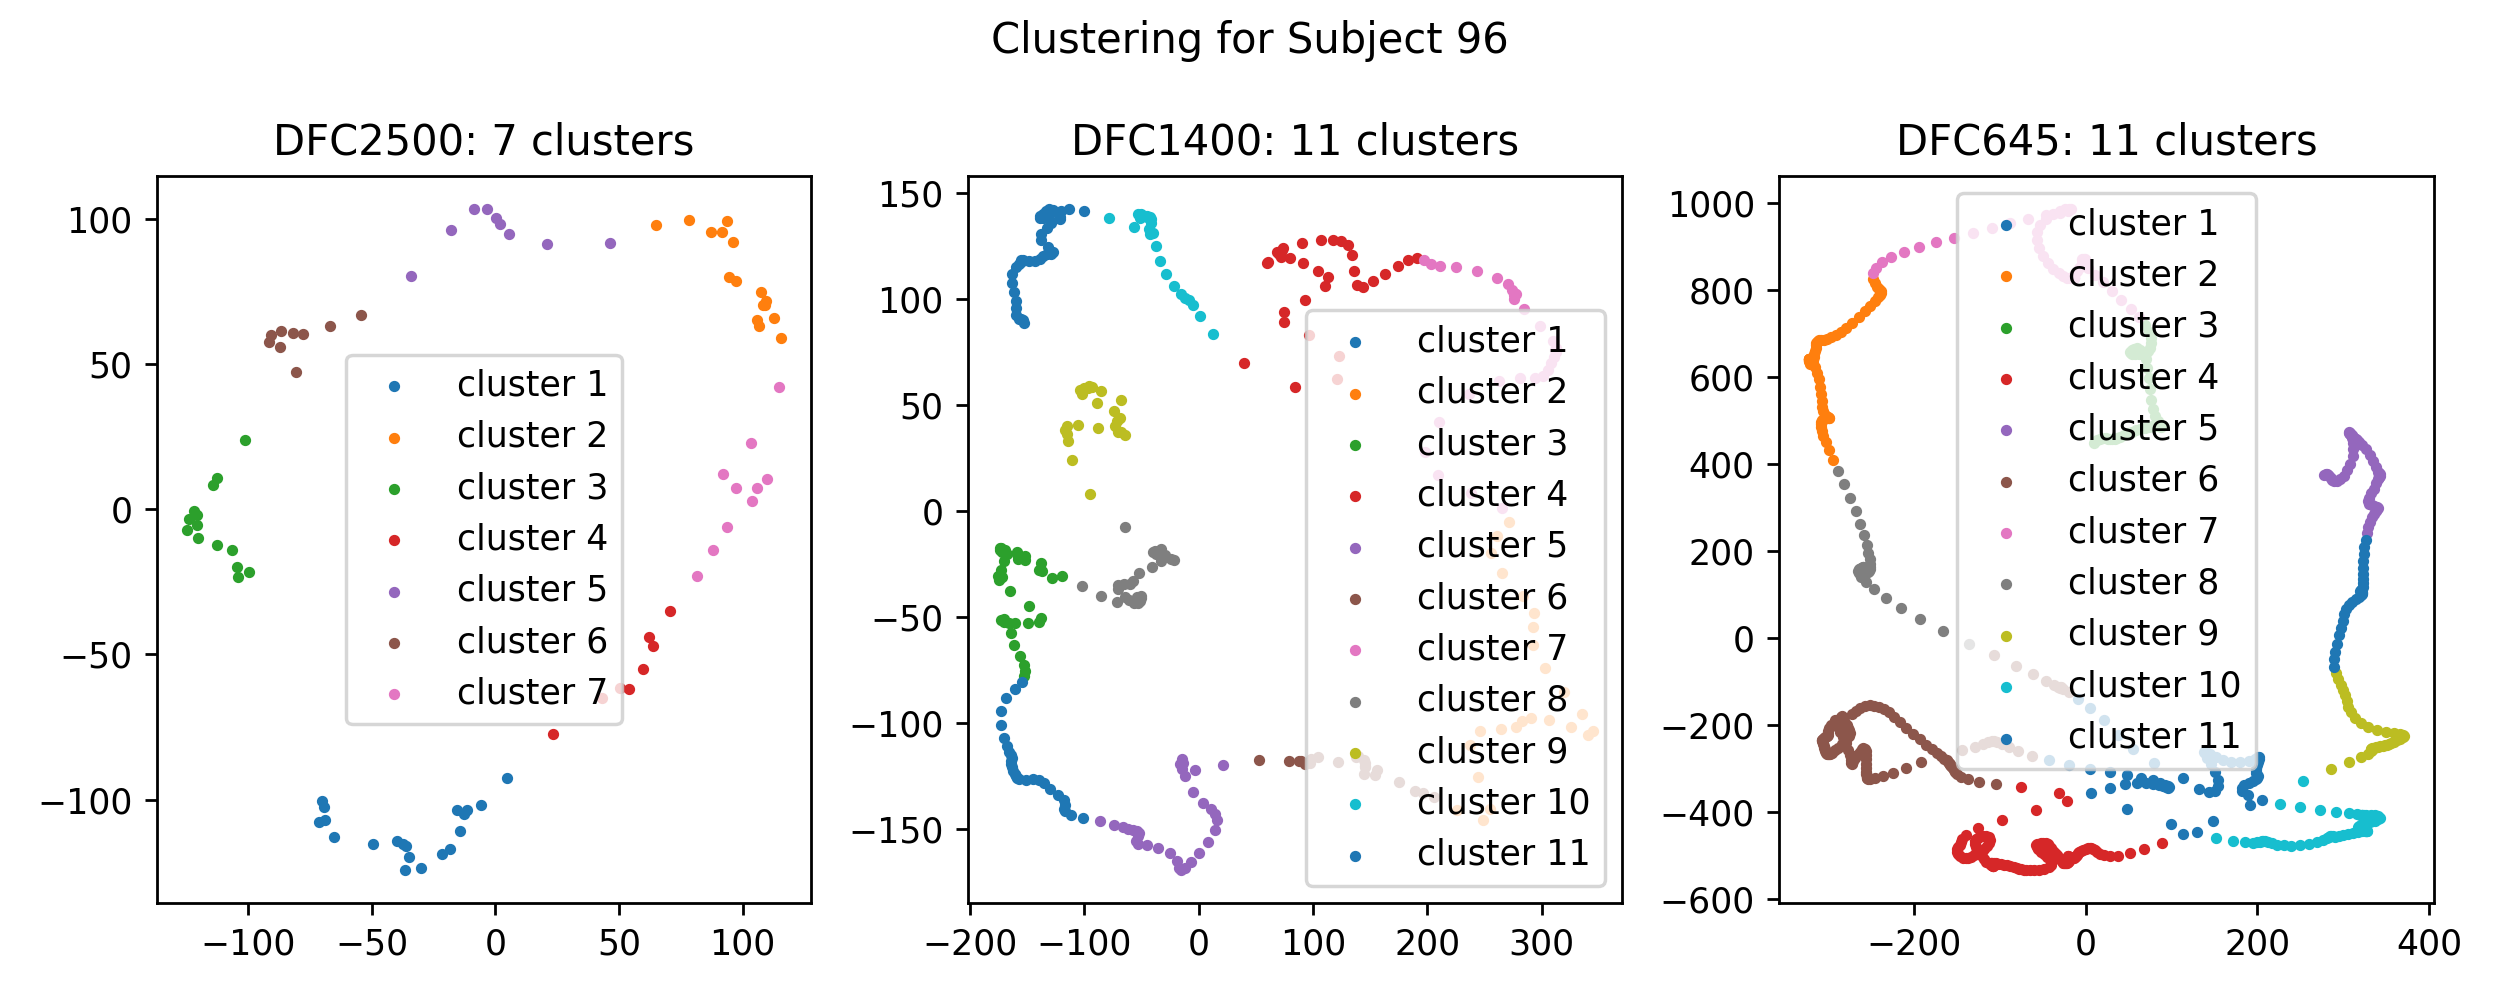 Clustering for Subject 96
DFC2500: 7 clusters
100
50
0
−50
−100
−100 −50 0 50 100
cluster 1
cluster 2
cluster 3
cluster 4
cluster 5
cluster 6
cluster 7
DFC1400: 11 clusters
150
100
50
0
−50
−100
−150
−200 −100 0 100 200 300
cluster 1
cluster 2
cluster 3
cluster 4
cluster 5
cluster 6
cluster 7
cluster 8
cluster 9
cluster 10
cluster 11
DFC645: 11 clusters
1000
800
600
400
200
0
−200
−400
−600
−200 0 200 400
cluster 1
cluster 2
cluster 3
cluster 4
cluster 5
cluster 6
cluster 7
cluster 8
cluster 9
cluster 10
cluster 11